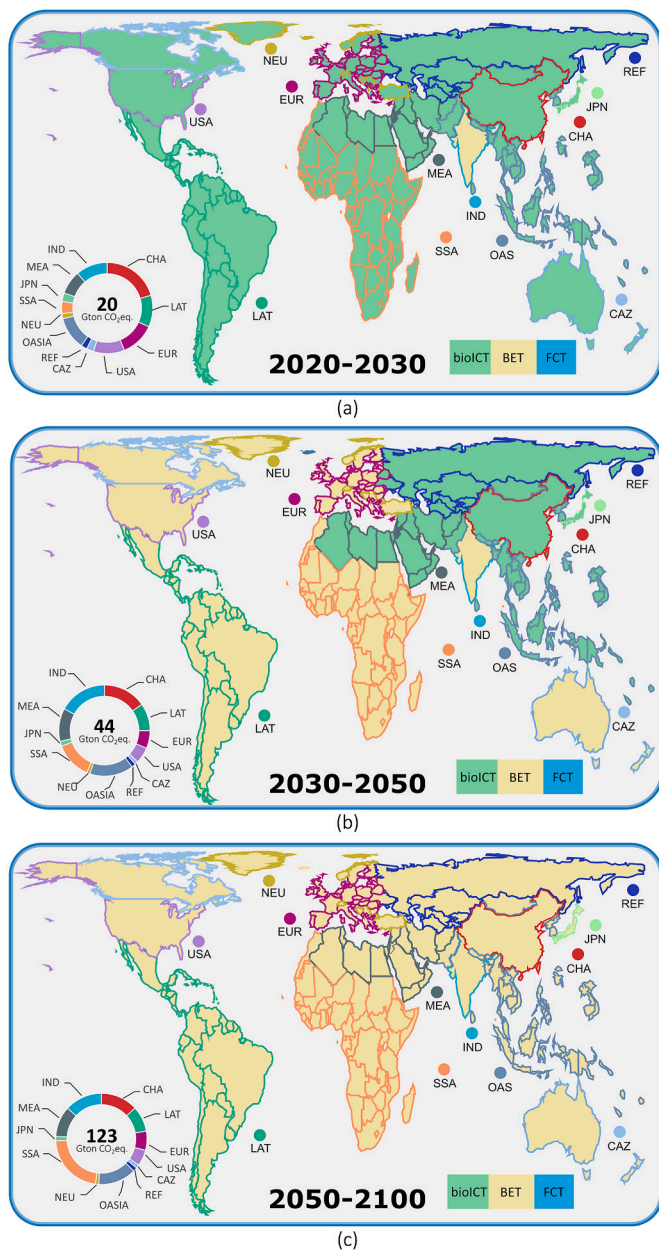 NEU
REF
EUR
JPN
USA
CHA
MEA
IND
SSA
OAS
CAZ
LAT
IND
CHA
MEA
JPN
20
Gton CO₂eq.
LAT
SSA
NEU
OASIA
EUR
REF
CAZ
USA
2020-2030
bioICT BET FCT
(a)
NEU
REF
EUR
JPN
USA
CHA
MEA
IND
SSA
OAS
CAZ
LAT
IND
CHA
MEA
LAT
44
Gton CO₂eq.
JPN
EUR
SSA
USA
NEU
CAZ
OASIA
REF
2030-2050
bioICT BET FCT
(b)
NEU
REF
EUR
JPN
USA
CHA
MEA
IND
SSA
OAS
CAZ
LAT
IND
CHA
MEA
LAT
123
Gton CO₂eq.
JPN
EUR
SSA
USA
CAZ
NEU
REF
OASIA
2050-2100
bioICT BET FCT
(c)